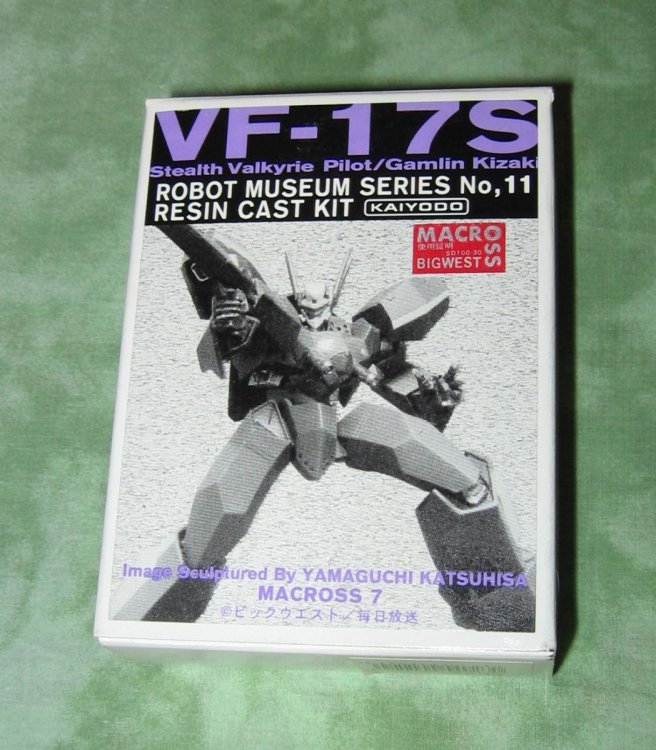 VF-17S
Stealth Valkyrie Pilot/Gamlin Kizaki
ROBOT MUSEUM SERIES No,11
RESIN CAST KIT KAIYODO
MACROSS
使用証明
SD100 30
BIGWEST
Image Sculptured By YAMAGUCHI KATSUHISA
MACROSS 7
©ビックウエスト／毎日放送